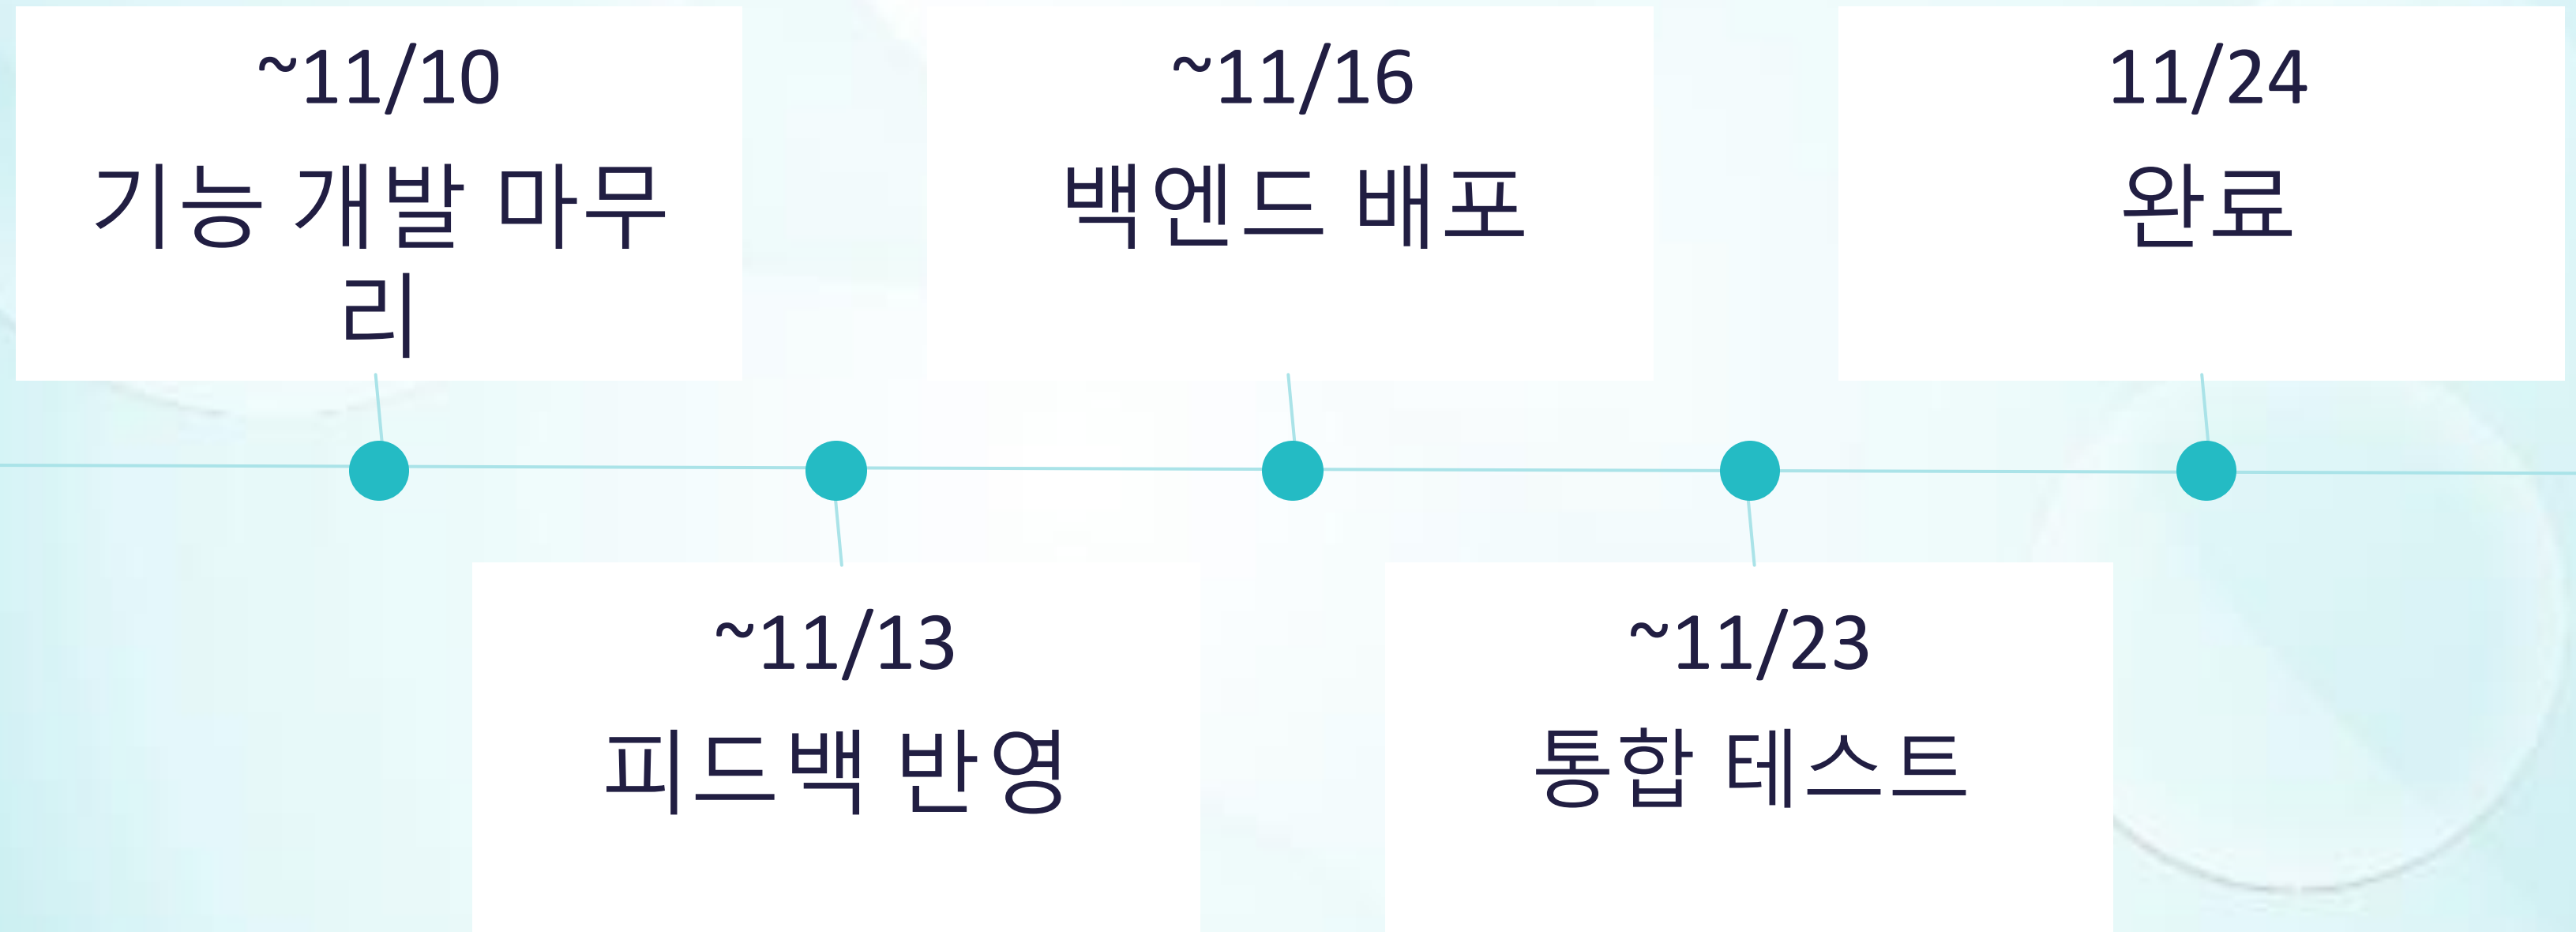 ~11/10
기능 개발 마무
리
~11/13
피드백 반영
~11/16
백엔드 배포
~11/23
통합 테스트
11/24
완료